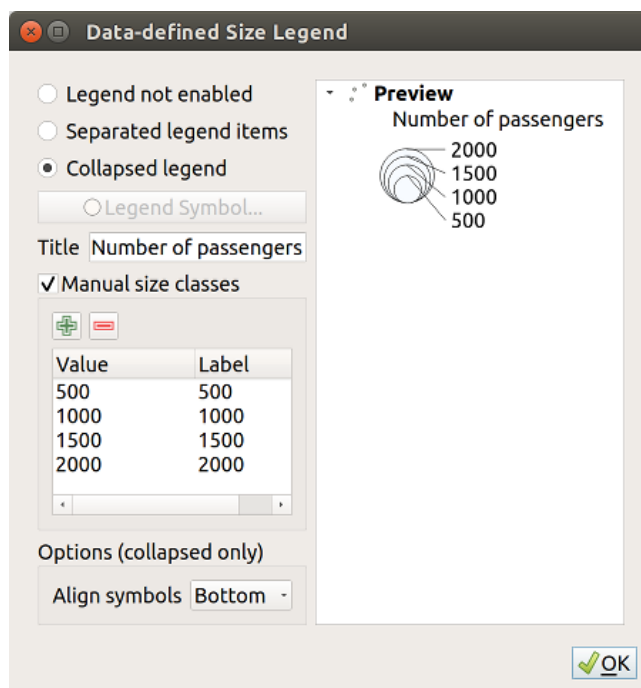 Data-defined Size Legend
Legend not enabled
Separated legend items
Collapsed legend
Legend Symbol...
Title Number of passengers
Manual size classes
Value Label
500 500
1000 1000
1500 1500
2000 2000
Options (collapsed only)
Align symbols Bottom
Preview
Number of passengers
2000
1500
1000
500
OK